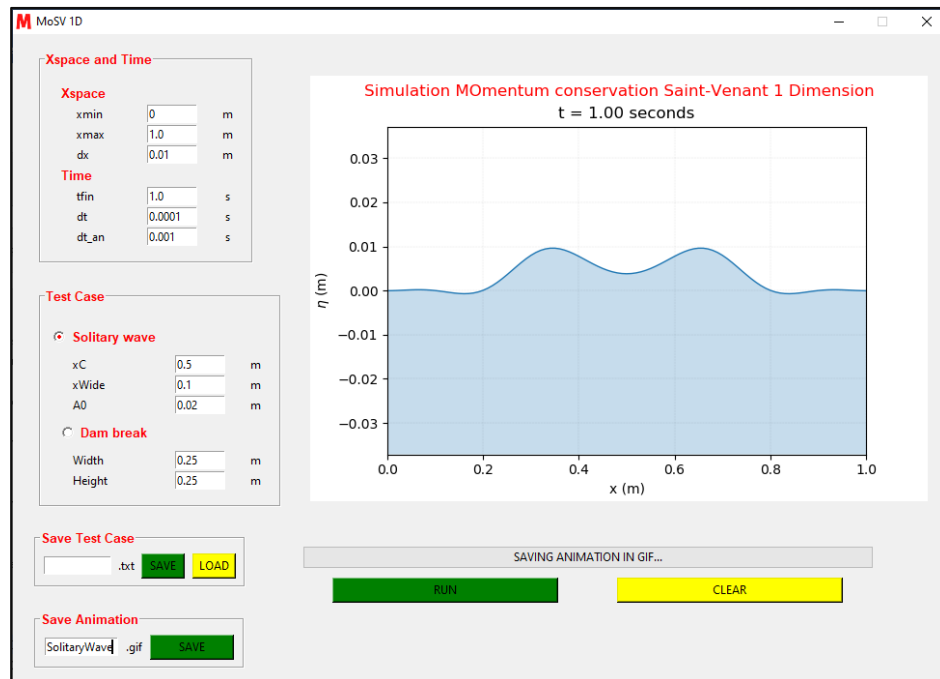 M MoSV 1D
Xspace and Time
Xspace
xmin 0 m
xmax 1.0 m
dx 0.01 m
Time
tfin 1.0 s
dt 0.0001 s
dt_an 0.001 s
Test Case
Solitary wave
xC 0.5 m
xWide 0.1 m
A0 0.02 m
Dam break
Width 0.25 m
Height 0.25 m
Save Test Case
.txt SAVE LOAD
Save Animation
SolitaryWave .gif SAVE
Simulation MOmentum conservation Saint-Venant 1 Dimension
t = 1.00 seconds
0.03
0.02
0.01
0.00
−0.01
−0.02
−0.03
η (m)
0.0 0.2 0.4 0.6 0.8 1.0
x (m)
SAVING ANIMATION IN GIF...
RUN CLEAR